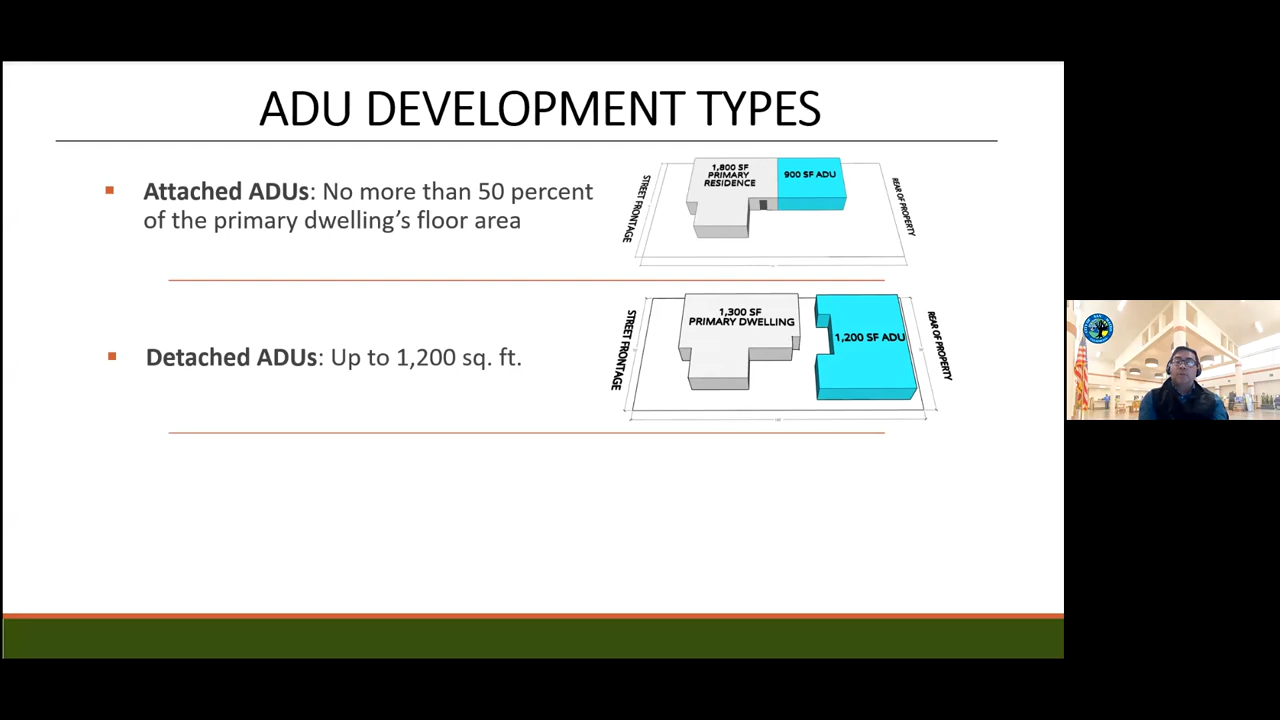 ADU DEVELOPMENT TYPES
▪ Attached ADUs: No more than 50 percent
of the primary dwelling’s floor area
1,800 SF
PRIMARY
RESIDENCE
900 SF ADU
STREET FRONTAGE
REAR OF PROPERTY
▪ Detached ADUs: Up to 1,200 sq. ft.
1,300 SF
PRIMARY DWELLING
1,200 SF ADU
STREET FRONTAGE
REAR OF PROPERTY